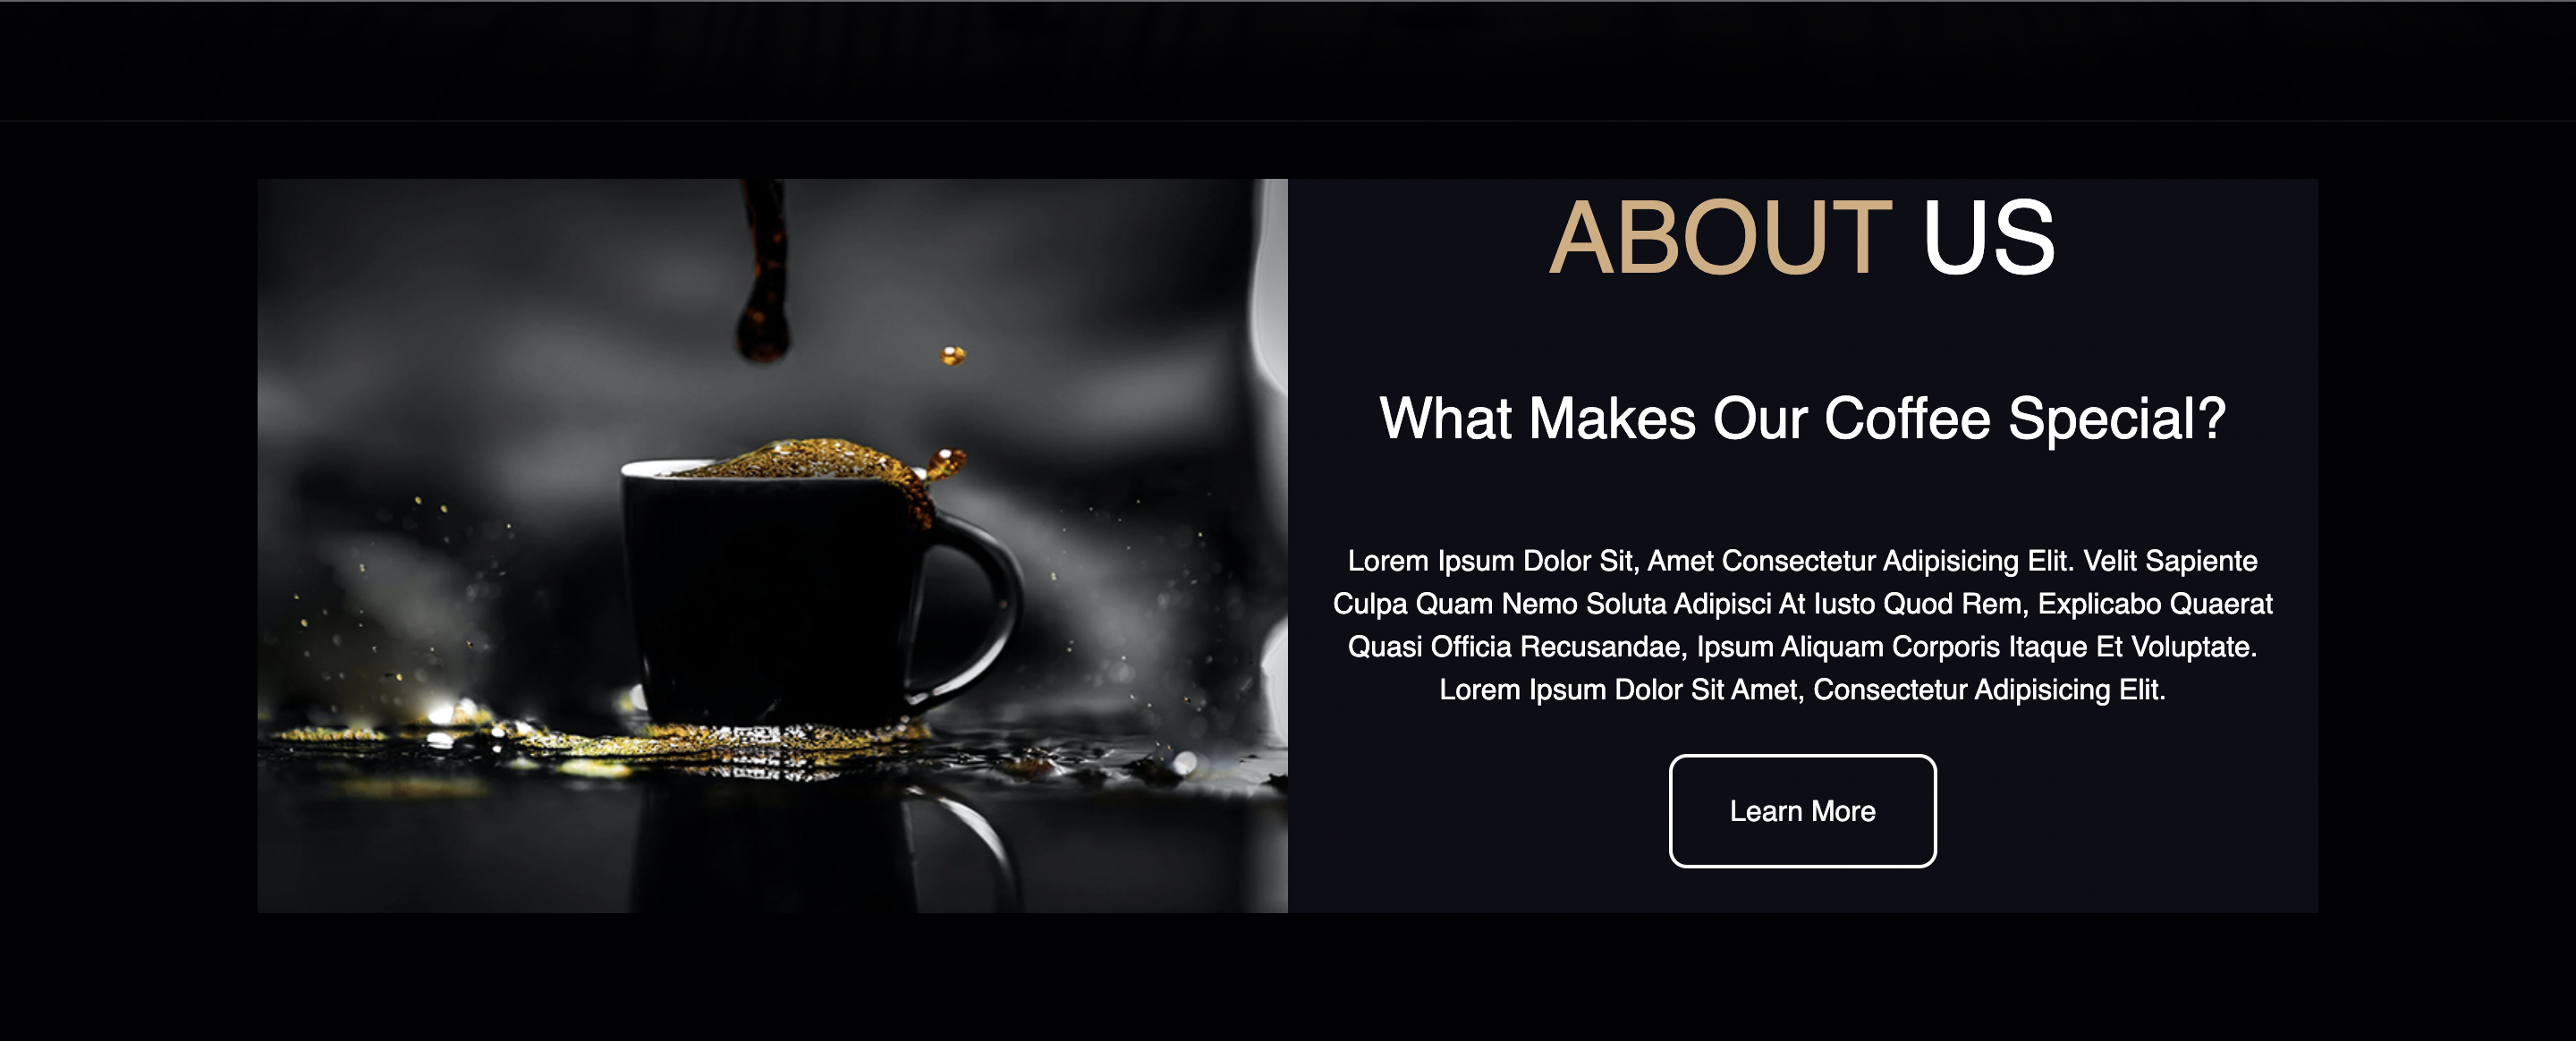 ABOUT US
What Makes Our Coffee Special?
Lorem Ipsum Dolor Sit, Amet Consectetur Adipisicing Elit. Velit Sapiente
Culpa Quam Nemo Soluta Adipisci At Iusto Quod Rem, Explicabo Quaerat
Quasi Officia Recusandae, Ipsum Aliquam Corporis Itaque Et Voluptate.
Lorem Ipsum Dolor Sit Amet, Consectetur Adipisicing Elit.
Learn More